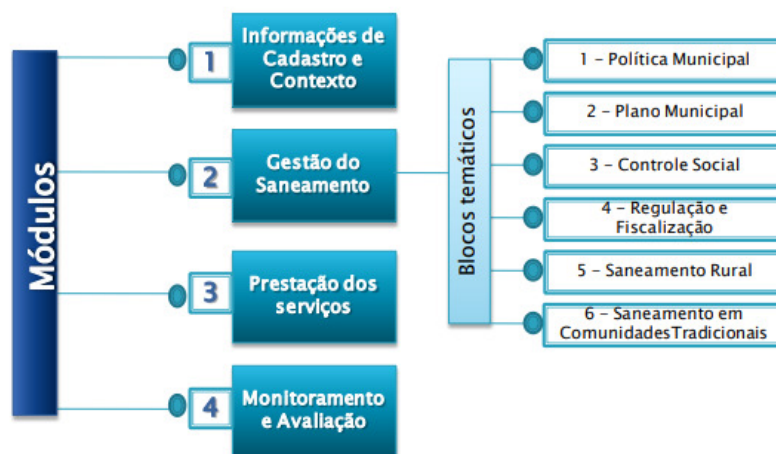 Módulos
1
Informações de
Cadastro e
Contexto
2
Gestão do
Saneamento
3
Prestação dos
serviços
4
Monitoramento
e Avaliação
Blocos temáticos
1 – Política Municipal
2 – Plano Municipal
3 – Controle Social
4 – Regulação e
Fiscalização
5 – Saneamento Rural
6 – Saneamento em
ComunidadesTradicionais